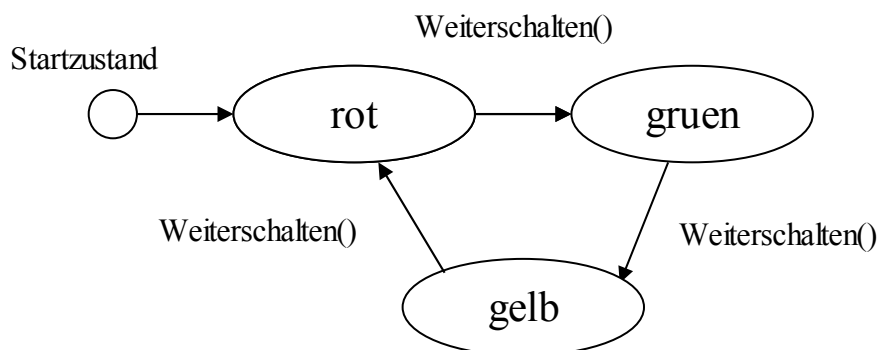 Weiterschalten()
Startzustand
rot
gruen
Weiterschalten()
Weiterschalten()
gelb